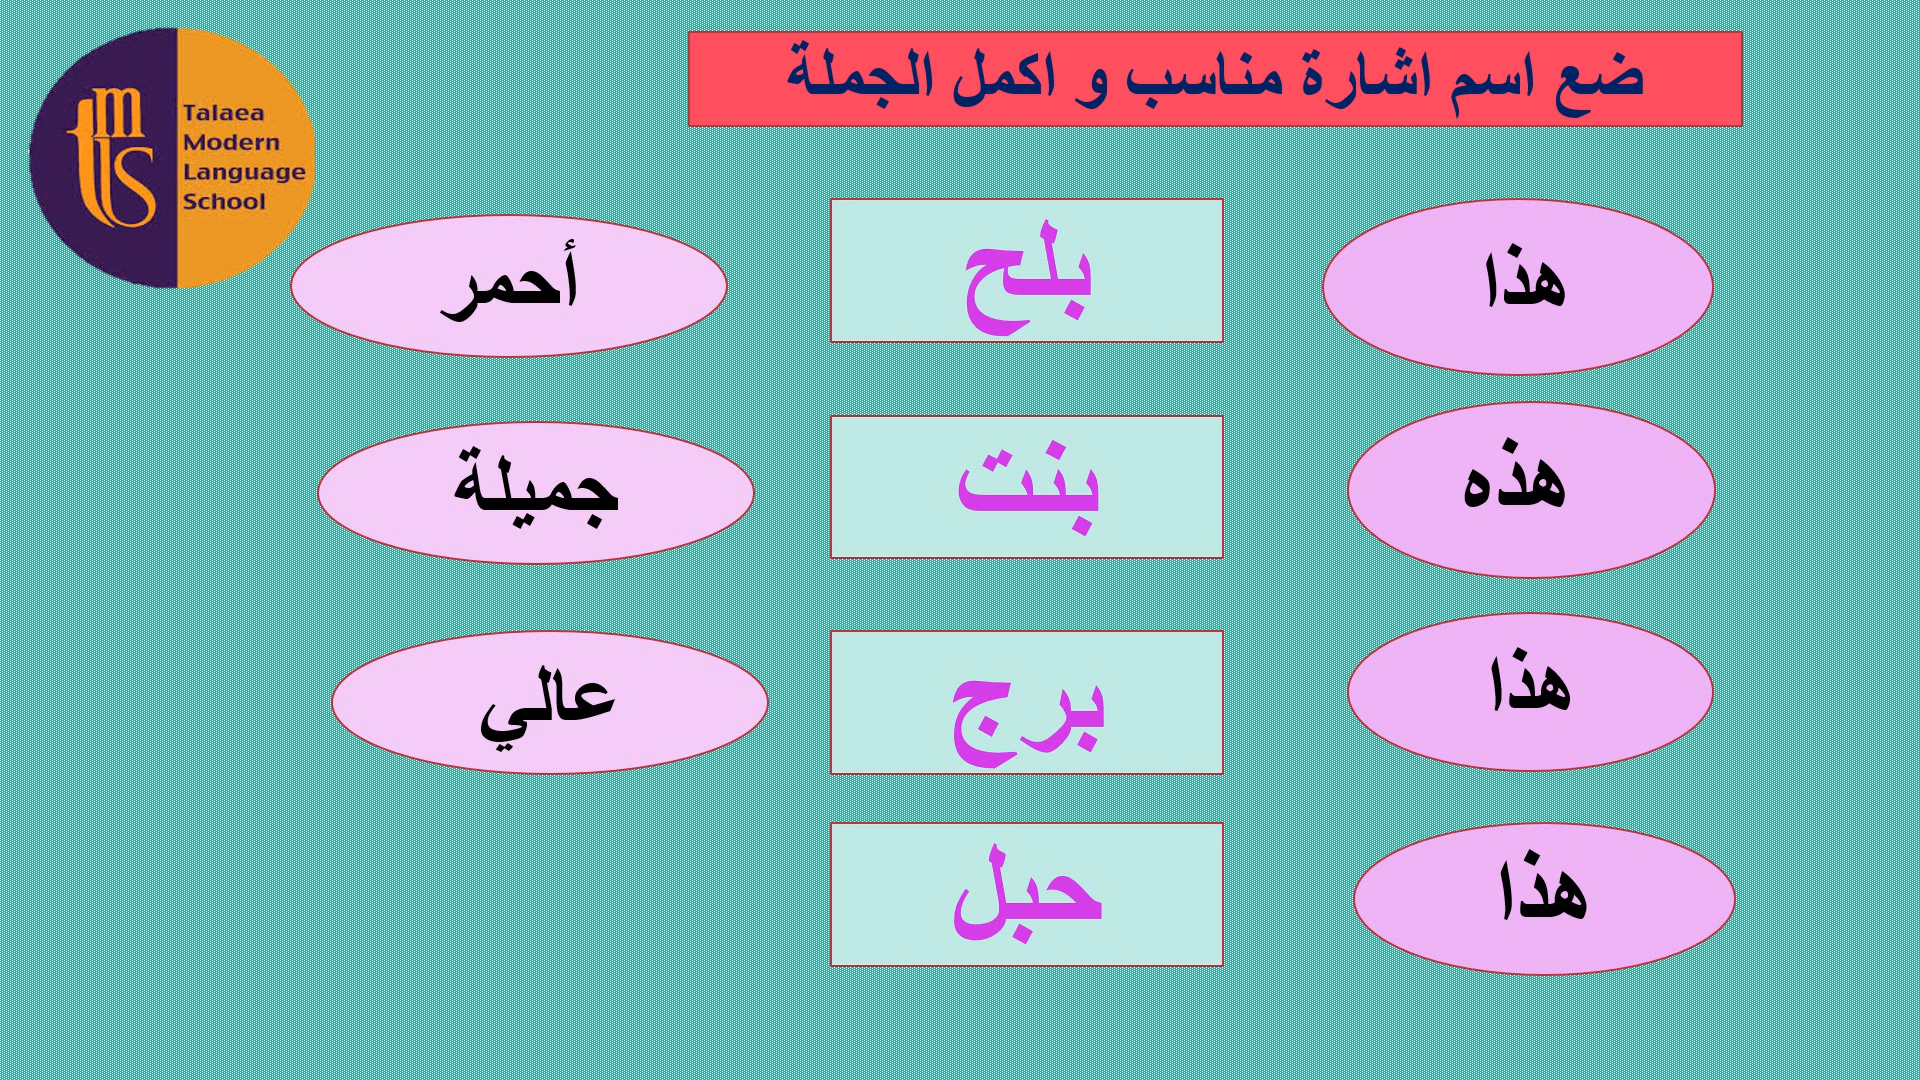 ضع اسم اشارة مناسب و اكمل الجملة
mts
Talaea
Modern
Language
School
هذا بلح أحمر
هذه بنت جميلة
هذا برج عالي
هذا حبل